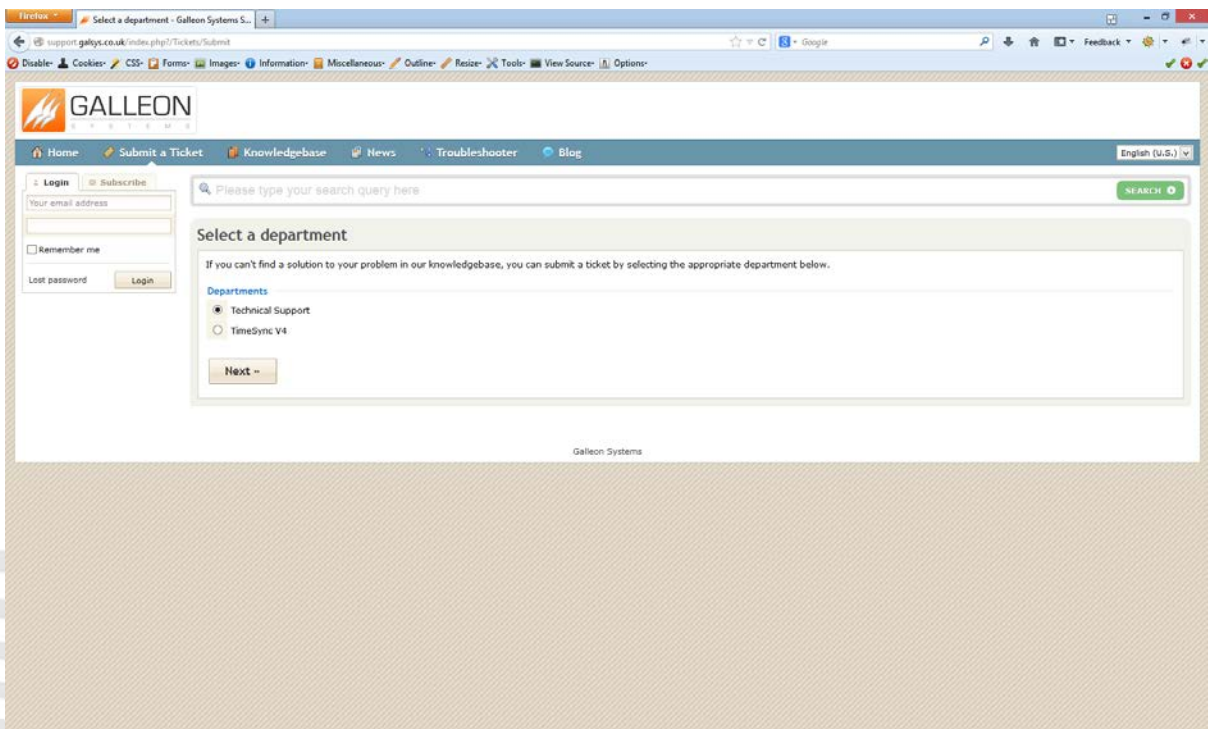 Firefox
Select a department - Galleon Systems S...
support.galsys.co.uk/index.php?/Tickets/Submit
Google
Feedback
Disable Cookies CSS Forms Images Information Miscellaneous Outline Resize Tools View Source Options
GALLEON
SYSTEMS
Home Submit a Ticket Knowledgebase News Troubleshooter Blog
English (U.S.)
Login Subscribe
Your email address
Remember me
Lost password Login
Please type your search query here
SEARCH
Select a department
If you can't find a solution to your problem in our knowledgebase, you can submit a ticket by selecting the appropriate department below.
Departments
Technical Support
TimeSync V4
Next »
Galleon Systems